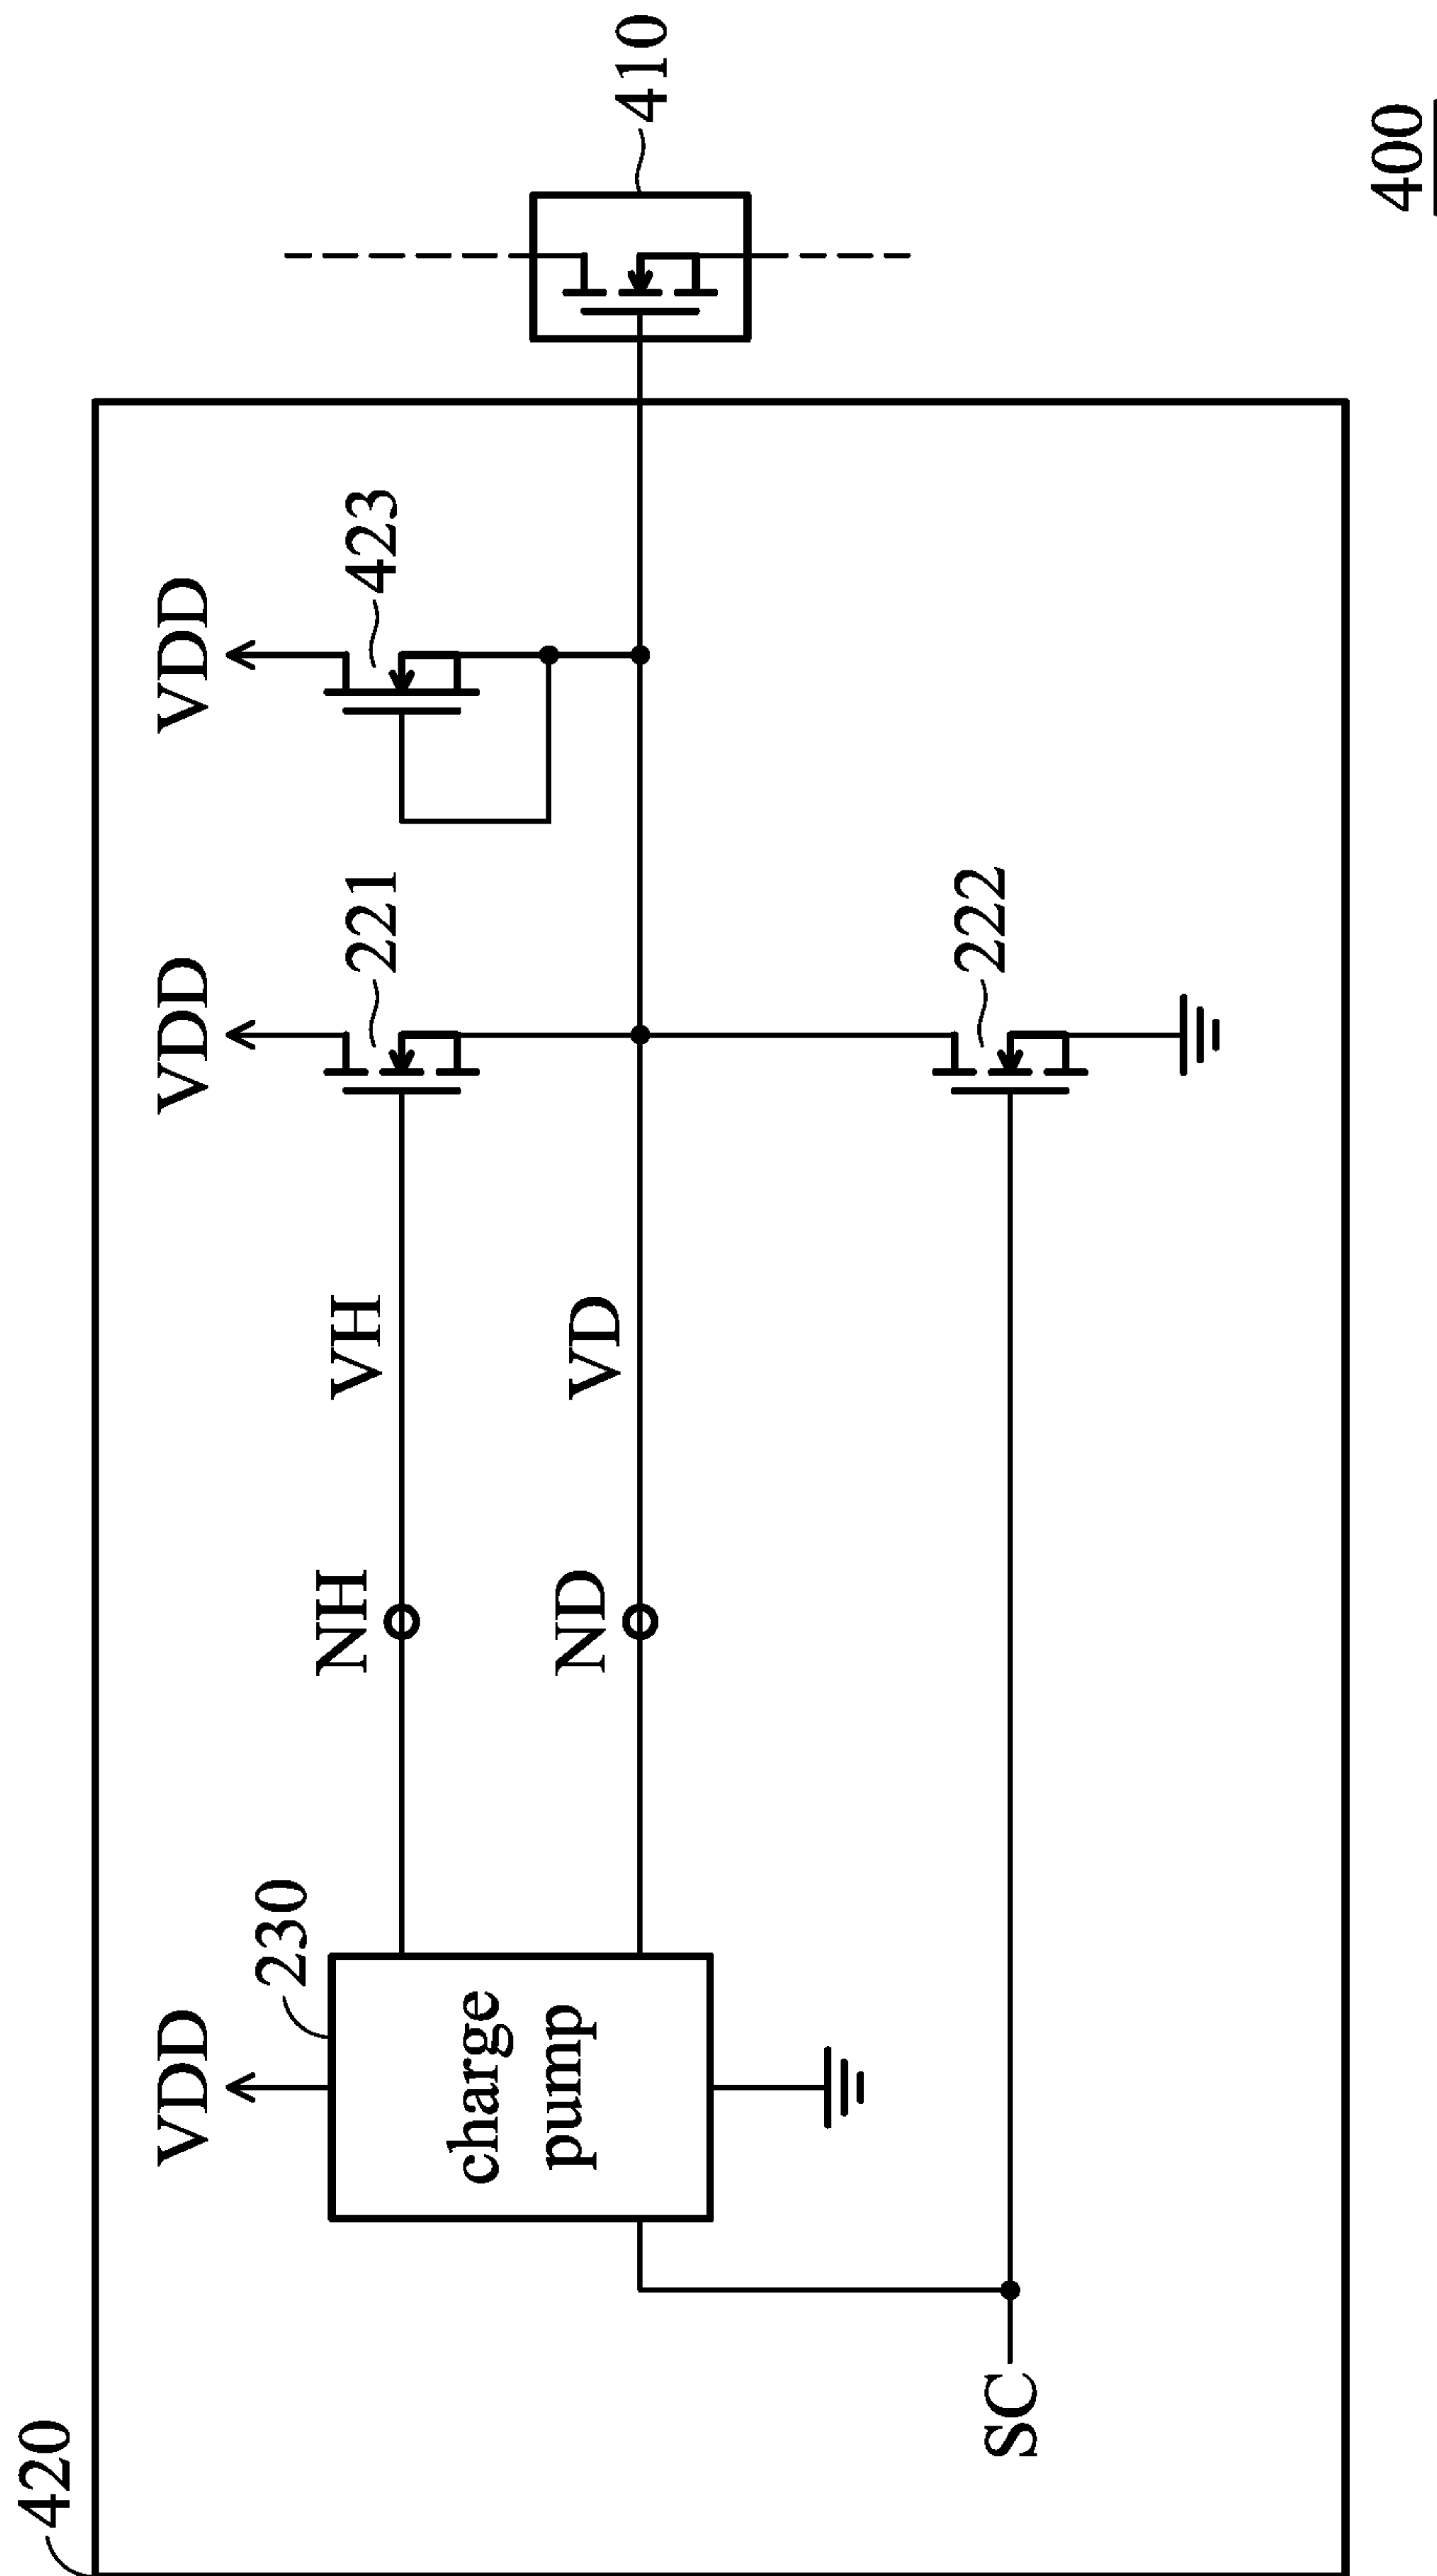 420
VDD
VDD
VDD
230
221
423
NH
VH
charge
pump
ND
VD
410
222
SC
400